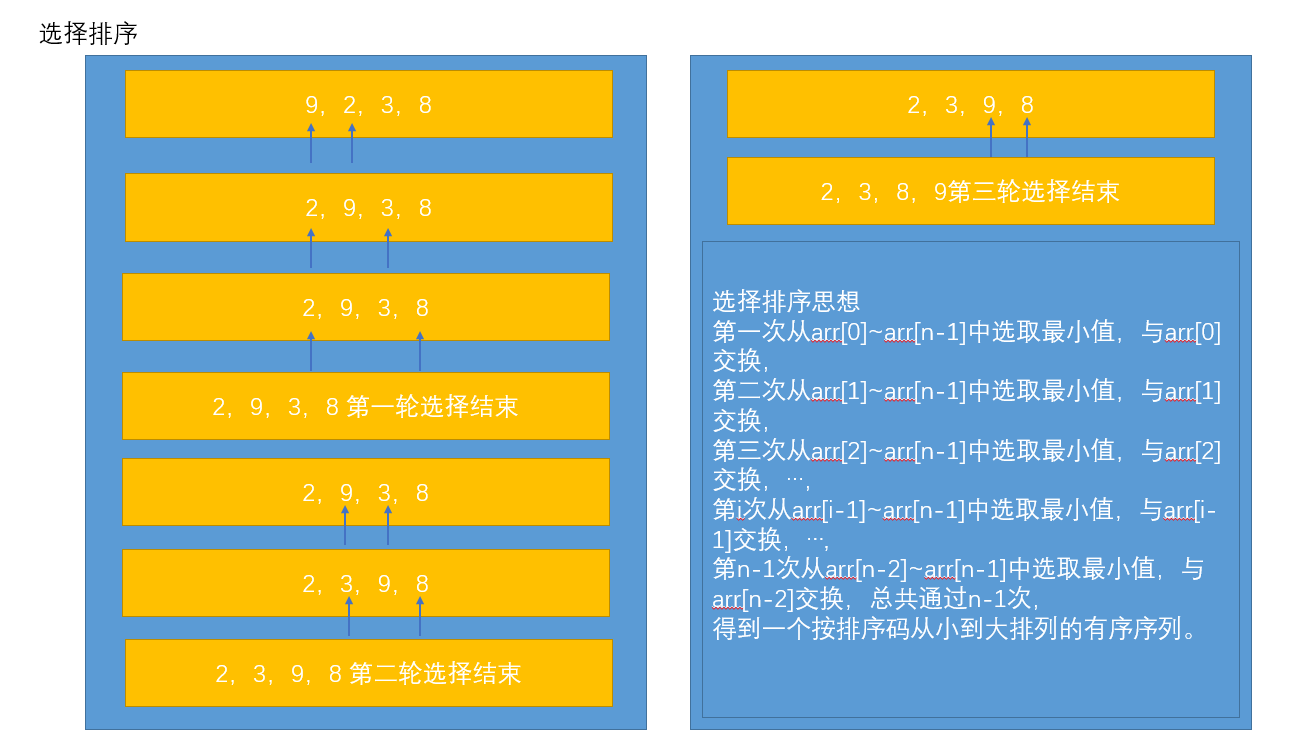 选择排序
9，2，3，8
2，9，3，8
2，9，3，8
2，9，3，8 第一轮选择结束
2，9，3，8
2，3，9，8
2，3，9，8 第二轮选择结束
2，3，9，8
2，3，8，9第三轮选择结束
选择排序思想
第一次从arr[0]~arr[n-1]中选取最小值，与arr[0]
交换，
第二次从arr[1]~arr[n-1]中选取最小值，与arr[1]
交换，
第三次从arr[2]~arr[n-1]中选取最小值，与arr[2]
交换，…，
第i次从arr[i-1]~arr[n-1]中选取最小值，与arr[i-
1]交换，…，
第n-1次从arr[n-2]~arr[n-1]中选取最小值，与
arr[n-2]交换，总共通过n-1次，
得到一个按排序码从小到大排列的有序序列。